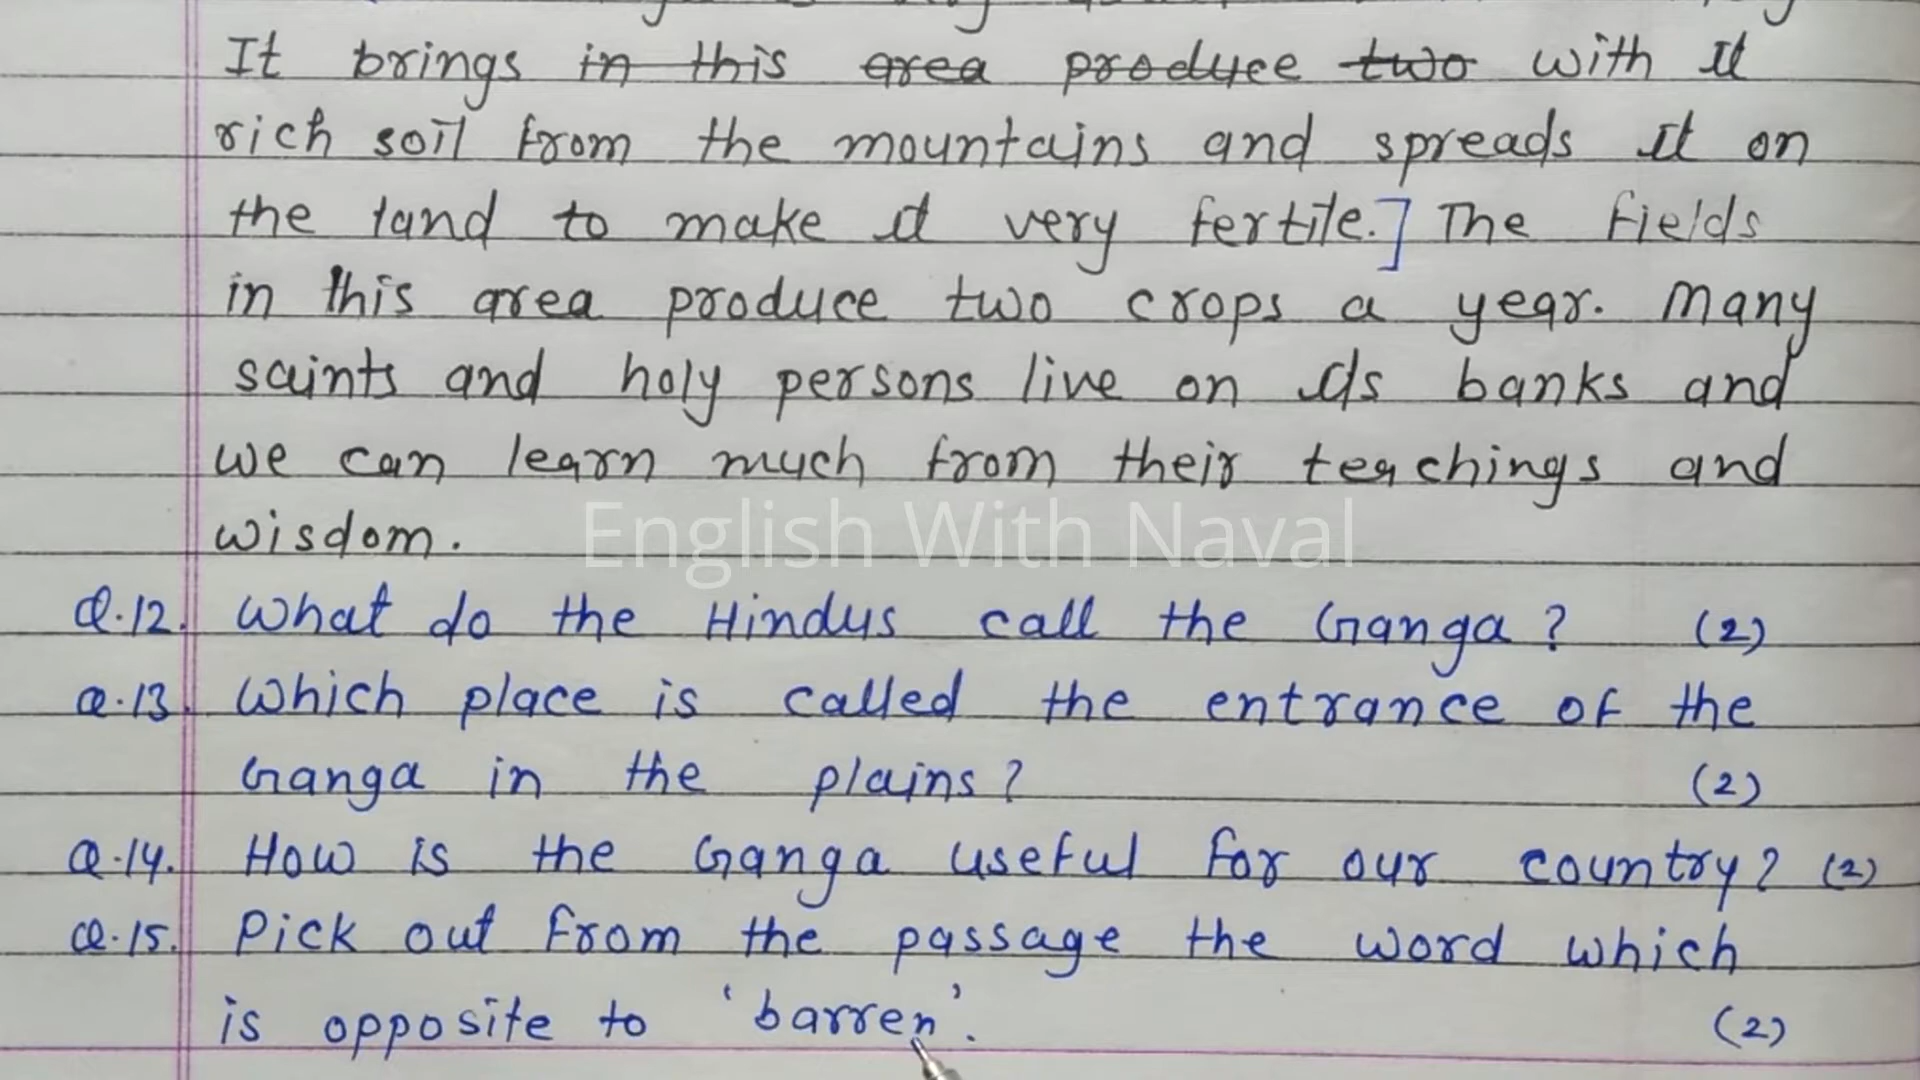 It brings in this area produce two with it
rich soil from the mountains and spreads it on
the land to make it very fertile.] The fields
in this area produce two crops a year. Many
saints and holy persons live on its banks and
we can learn much from their teachings and
wisdom.
English With Naval
Q.12. What do the Hindus call the Ganga? (2)
Q.13. Which place is called the entrance of the
Ganga in the plains? (2)
Q.14. How is the Ganga useful for our country? (2)
Q.15. Pick out from the passage the word which
is opposite to 'barren'. (2)